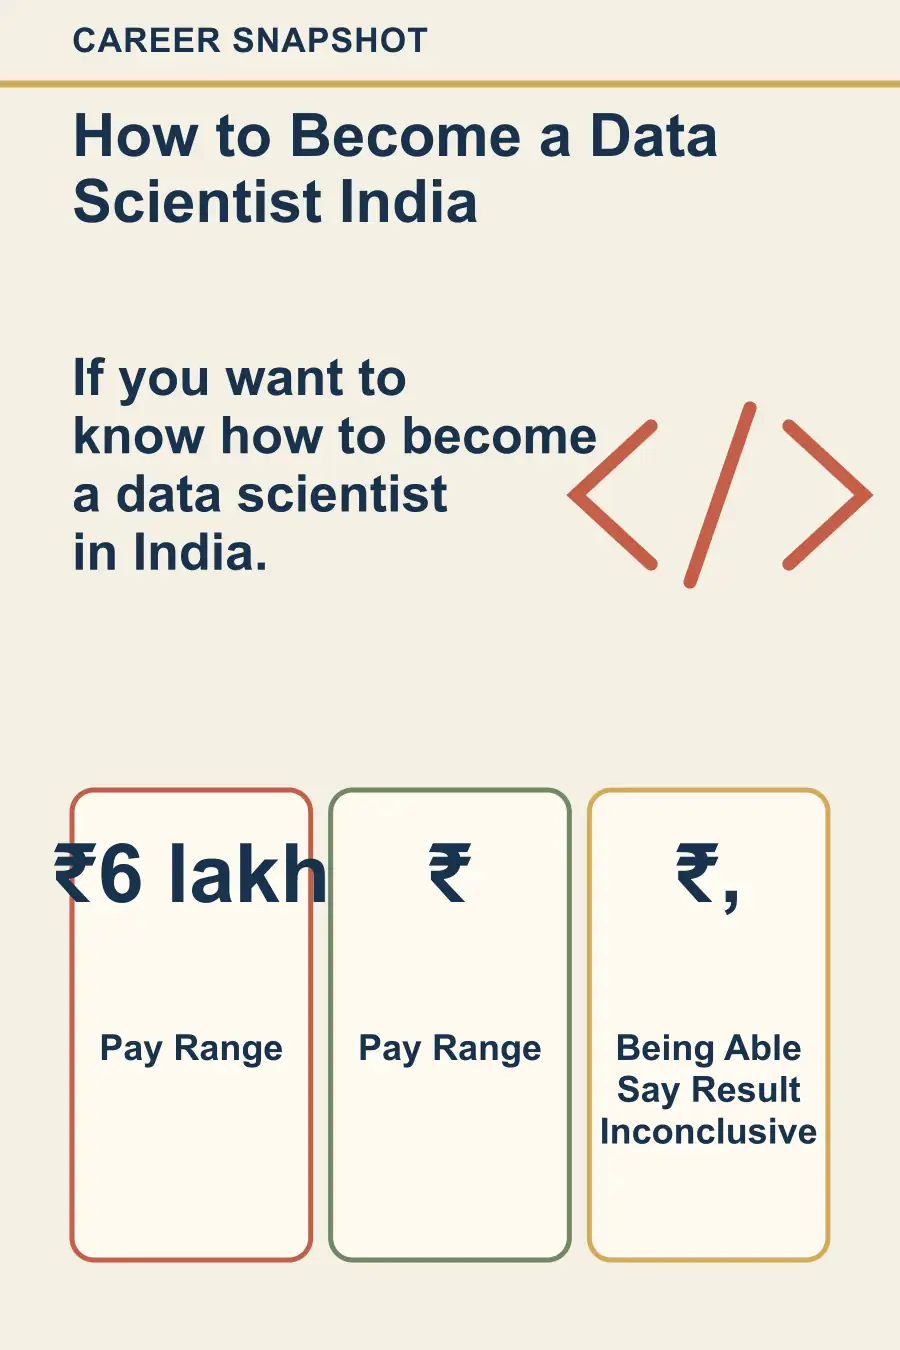 CAREER SNAPSHOT
How to Become a Data
Scientist India
If you want to
know how to become
a data scientist
in India.
₹6 lakh
Pay Range
₹
Pay Range
₹,
Being Able
Say Result
Inconclusive